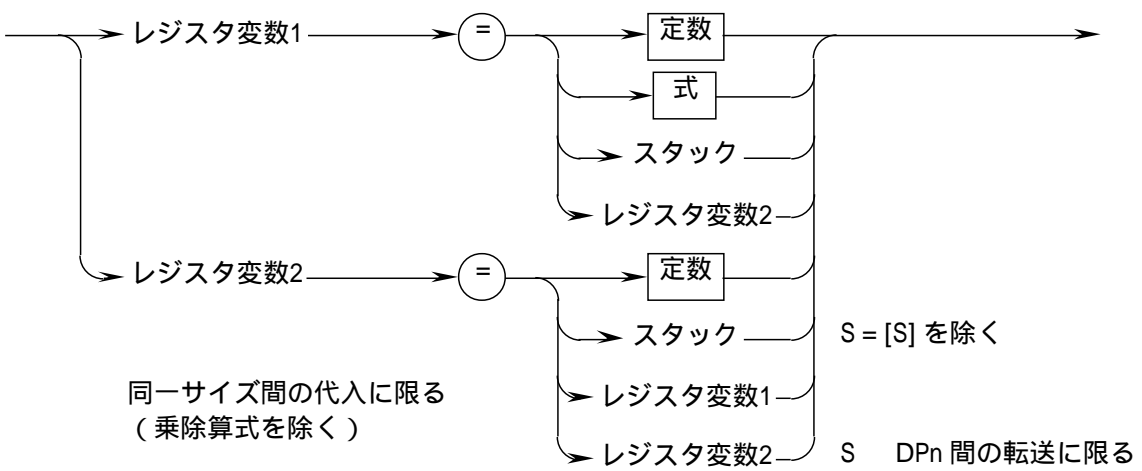 レジスタ変数1 = 定数
式
スタック
レジスタ変数2
レジスタ変数2 = 定数
スタック S = [S] を除く
レジスタ変数1
レジスタ変数2 S DPn 間の転送に限る
同一サイズ間の代入に限る
（乗除算式を除く）